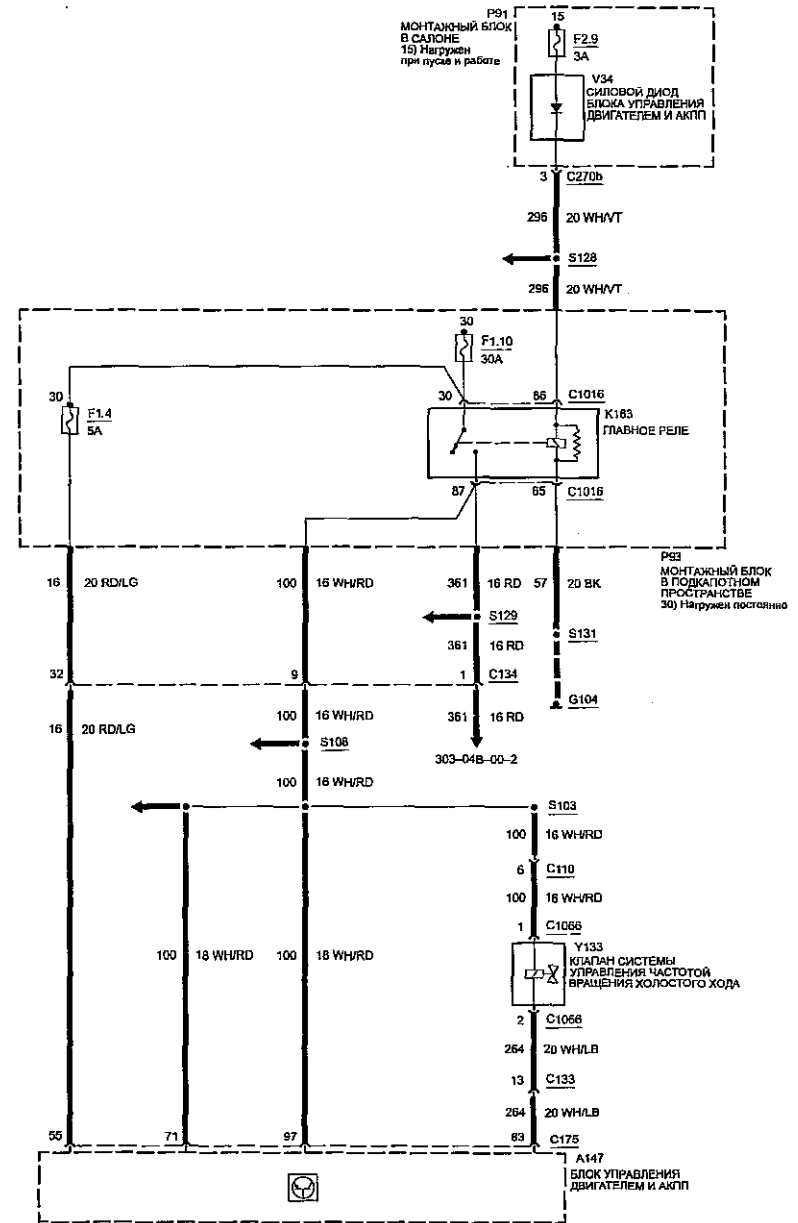 P91
МОНТАЖНЫЙ БЛОК
В САЛОНЕ
15) Нагружен
при пуске и работе
15
F2.9
3A
V34
СИЛОВОЙ ДИОД
БЛОКА УПРАВЛЕНИЯ
ДВИГАТЕЛЕМ И АКПП
3 C270b
296 20 WH/VT
S128
296 20 WH/VT
30
F1.10
30A
30
F1.4
5A
30 86 C1016
K163
ГЛАВНОЕ РЕЛЕ
87 85 C1016
P93
МОНТАЖНЫЙ БЛОК
В ПОДКАПОТНОМ
ПРОСТРАНСТВЕ
30) Нагружен постоянно
16 20 RD/LG 100 16 WH/RD 361 16 RD 57 20 BK
S129
S131
361 16 RD
32 9 1 C134
G104
16 20 RD/LG 100 16 WH/RD 361 16 RD
S108
303-04B-00-2
100 16 WH/RD
S103
100 16 WH/RD
6 C110
100 16 WH/RD
1 C1066
Y133
КЛАПАН СИСТЕМЫ
УПРАВЛЕНИЯ ЧАСТОТОЙ
ВРАЩЕНИЯ ХОЛОСТОГО ХОДА
100 18 WH/RD 100 18 WH/RD
2 C1066
264 20 WH/LB
13 C133
264 20 WH/LB
55 71 97 83 C175
A147
БЛОК УПРАВЛЕНИЯ
ДВИГАТЕЛЕМ И АКПП